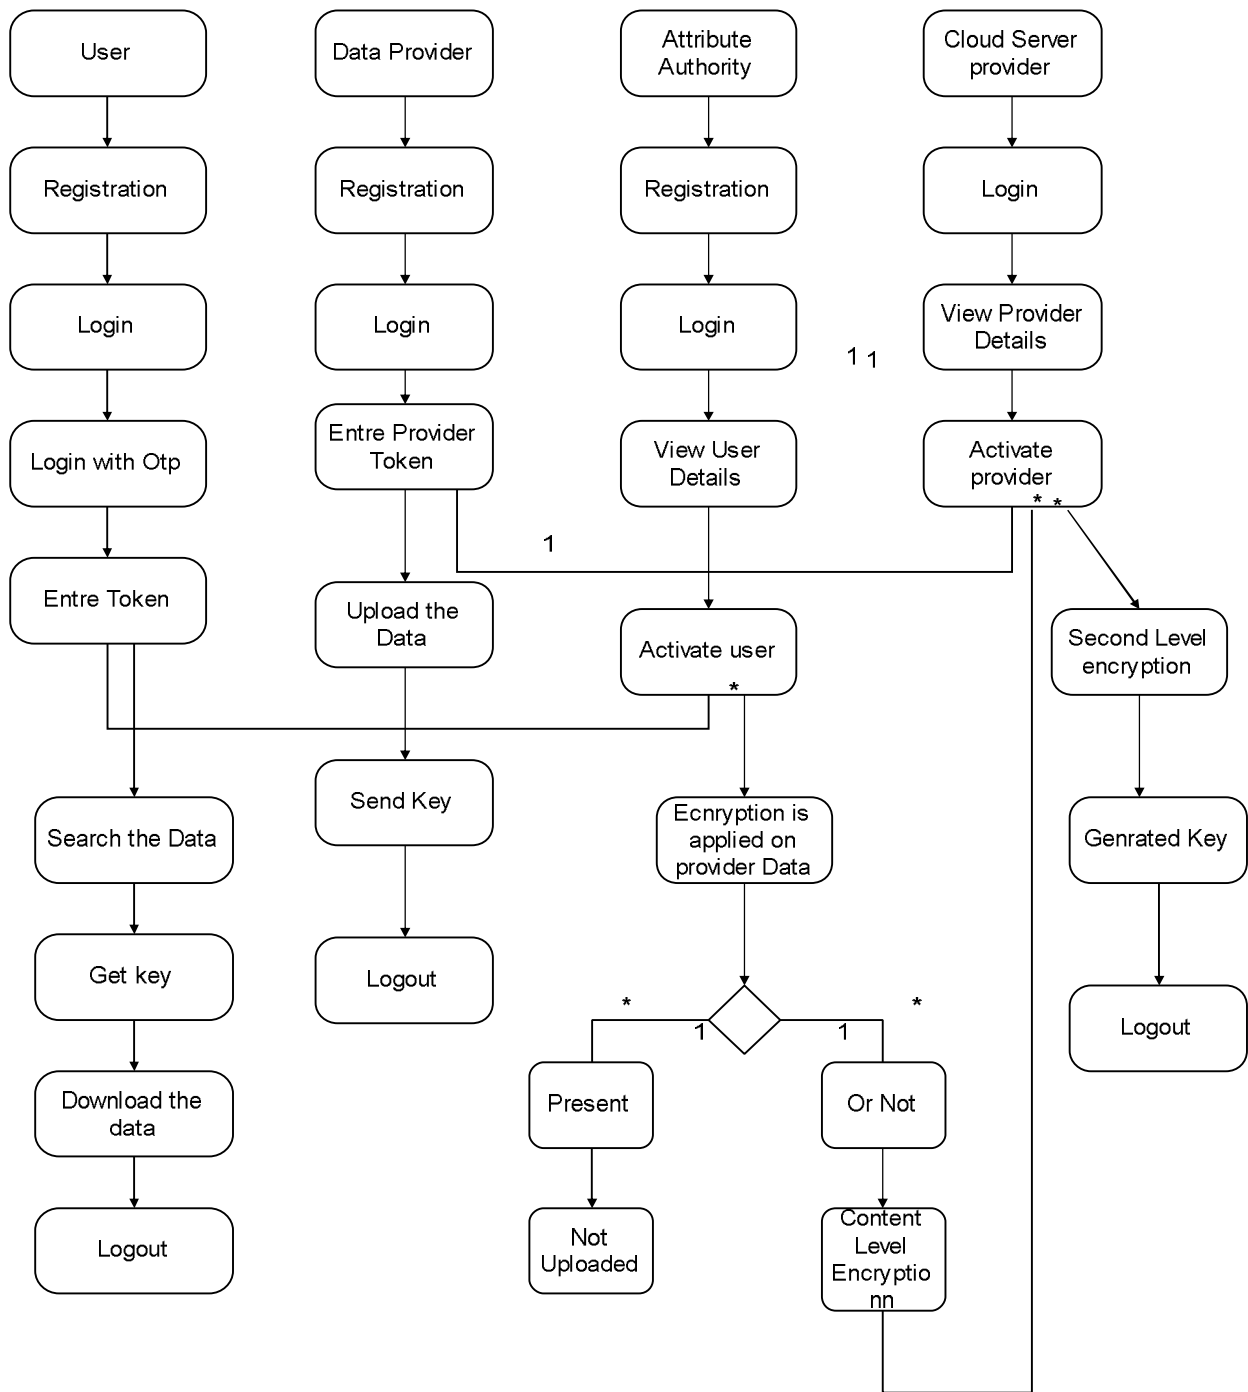 User
Data Provider
Attribute
Authority
Cloud Server
provider
Registration
Registration
Registration
Login
Login
Login
Login
View Provider
Details
1
1
Login with Otp
Entre Provider
Token
View User
Details
Activate
provider
*
*
1
Entre Token
Upload the
Data
Activate user
*
Second Level
encryption
Search the Data
Send Key
Ecnryption is
applied on
provider Data
Genrated Key
Get key
Logout
*
1
1
*
Logout
Download the
data
Present
Or Not
Logout
Not
Uploaded
Content
Level
Encryptio
nn